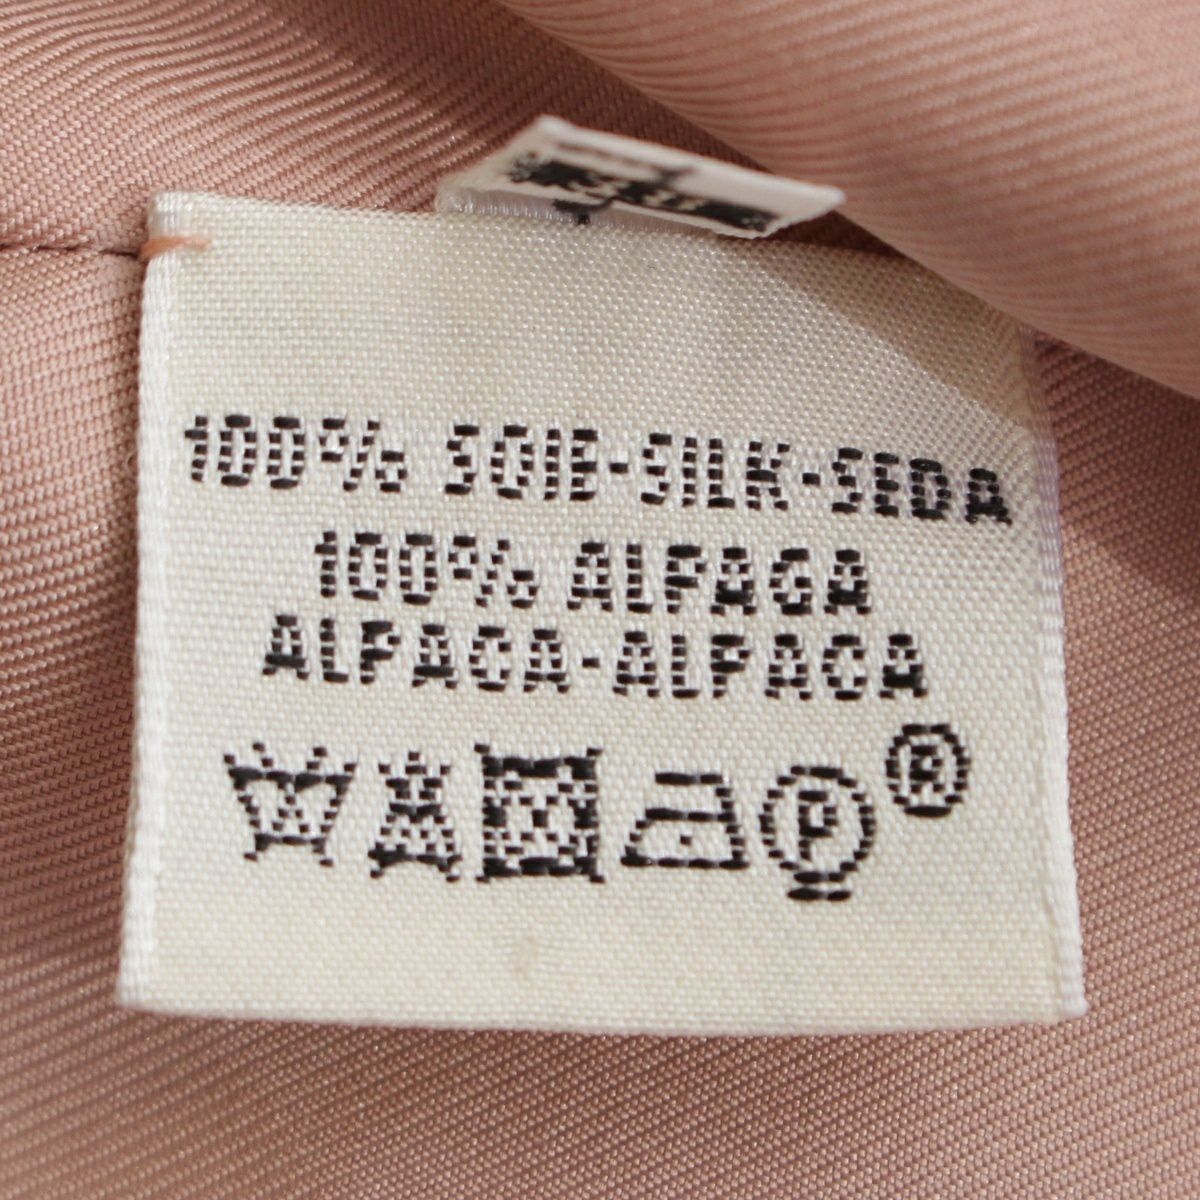 100% SOIE-SILK-SEDA
100% ALPAGA
ALPACA-ALPACA
P
®